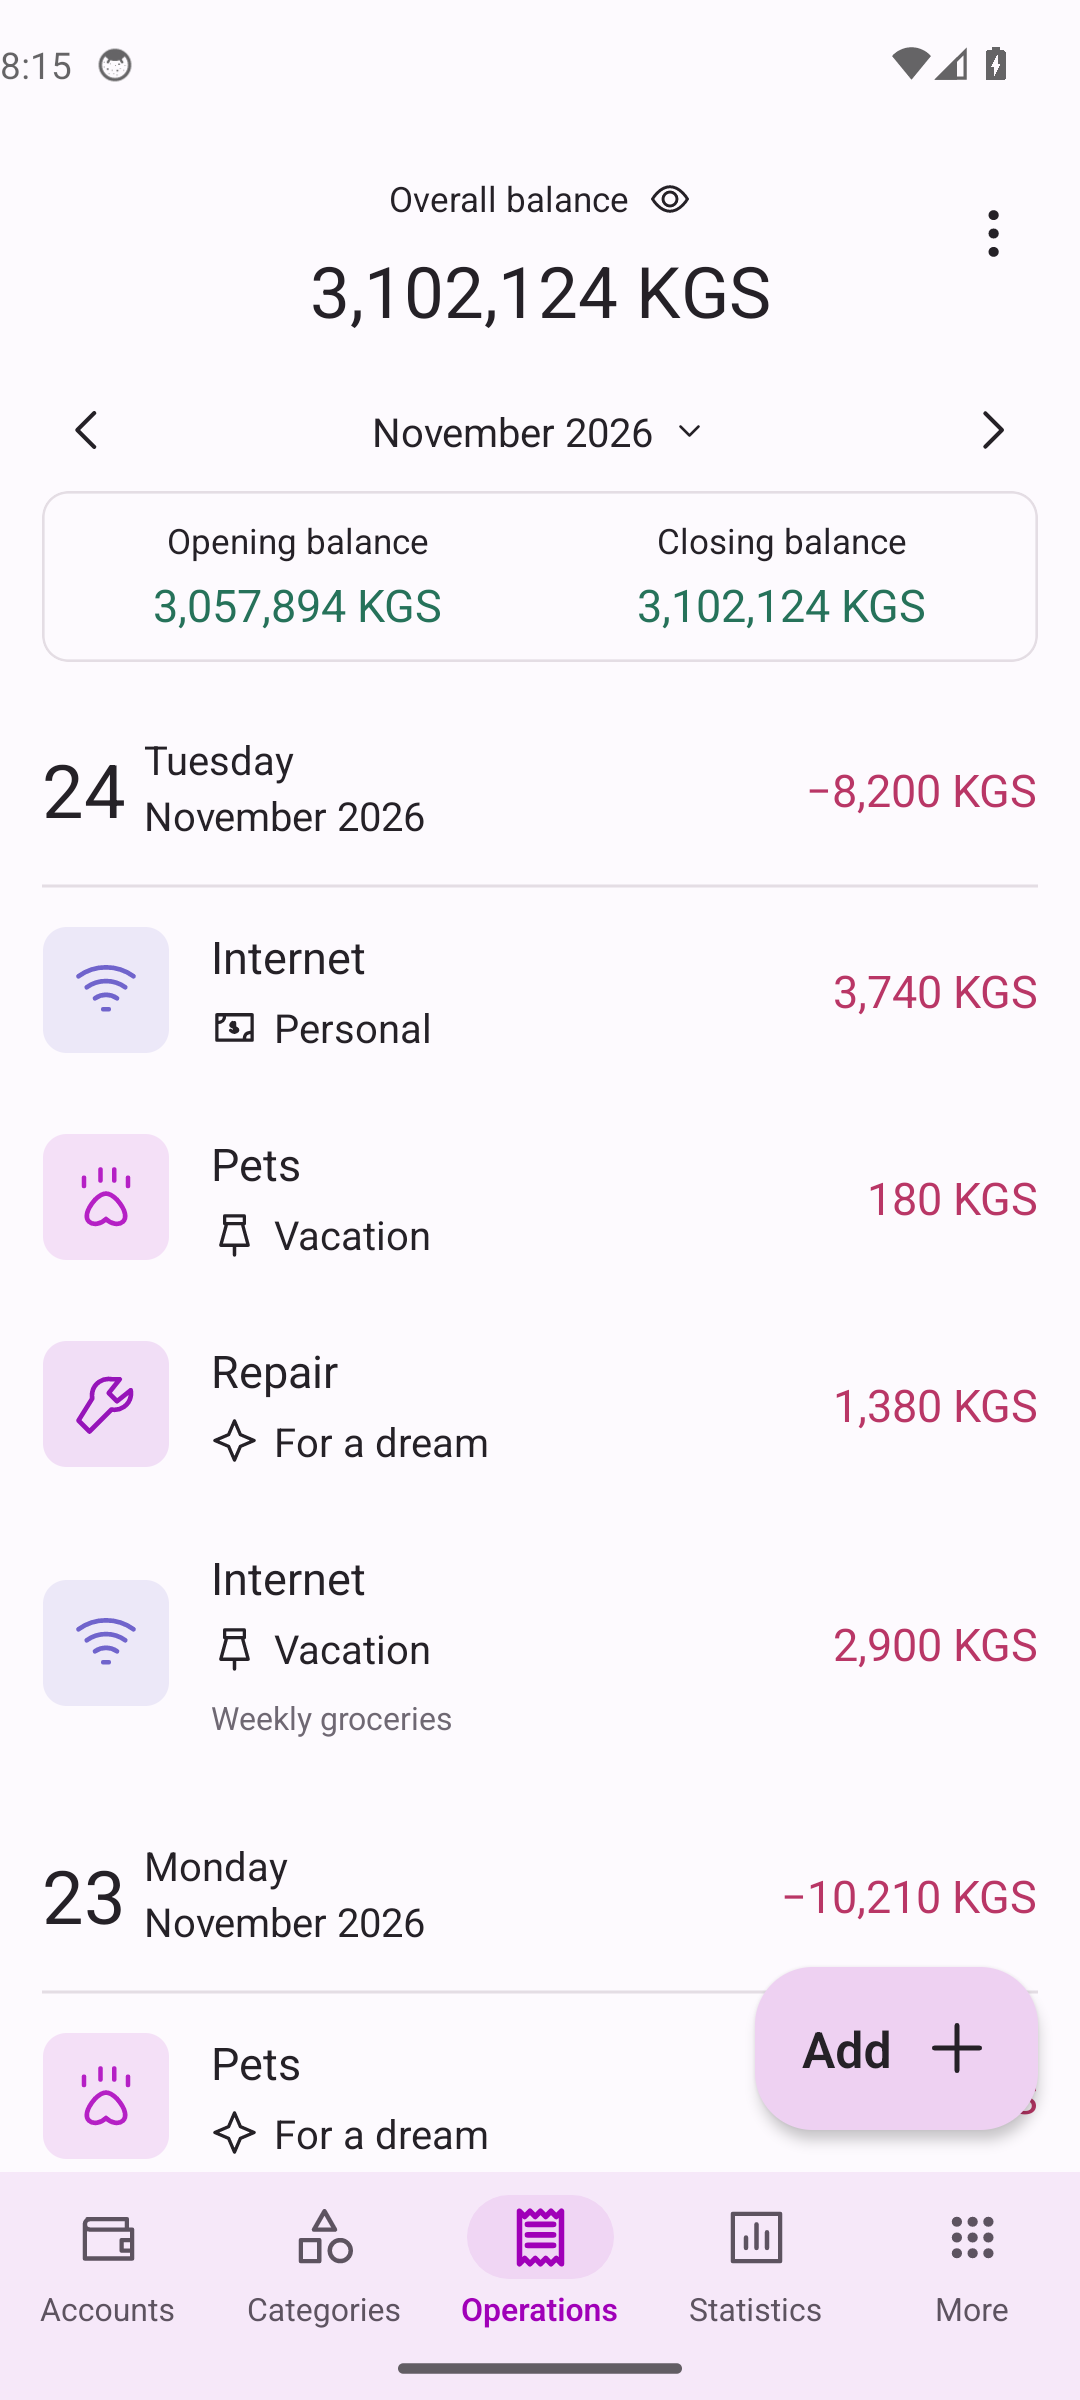 8:15
Overall balance
3,102,124 KGS
November 2026
Opening balance
3,057,894 KGS
Closing balance
3,102,124 KGS
24
Tuesday
November 2026
−8,200 KGS
Internet
Personal
3,740 KGS
Pets
Vacation
180 KGS
Repair
For a dream
1,380 KGS
Internet
Vacation
Weekly groceries
2,900 KGS
23
Monday
November 2026
−10,210 KGS
Pets
For a dream
Add
Accounts
Categories
Operations
Statistics
More